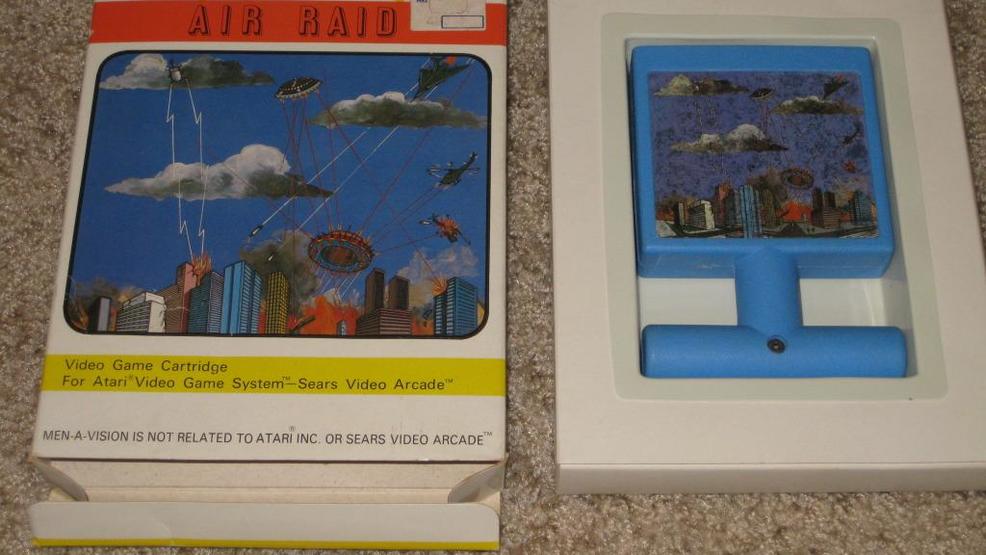 AIR RAID
Video Game Cartridge
For Atari® Video Game System™—Sears Video Arcade™
MEN-A-VISION IS NOT RELATED TO ATARI® INC. OR SEARS VIDEO ARCADE™